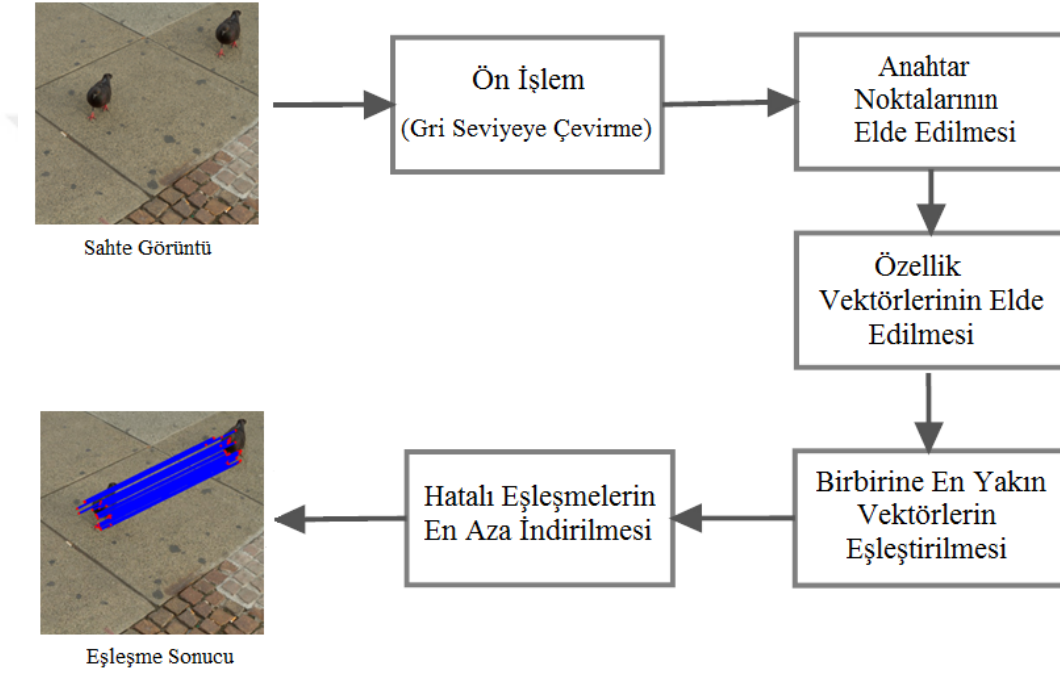 Sahte Görüntü
Ön İşlem
(Gri Seviyeye Çevirme)
Anahtar
Noktalarının
Elde Edilmesi
Özellik
Vektörlerinin Elde
Edilmesi
Birbirine En Yakın
Vektörlerin
Eşleştirilmesi
Hatalı Eşleşmelerin
En Aza İndirilmesi
Eşleşme Sonucu